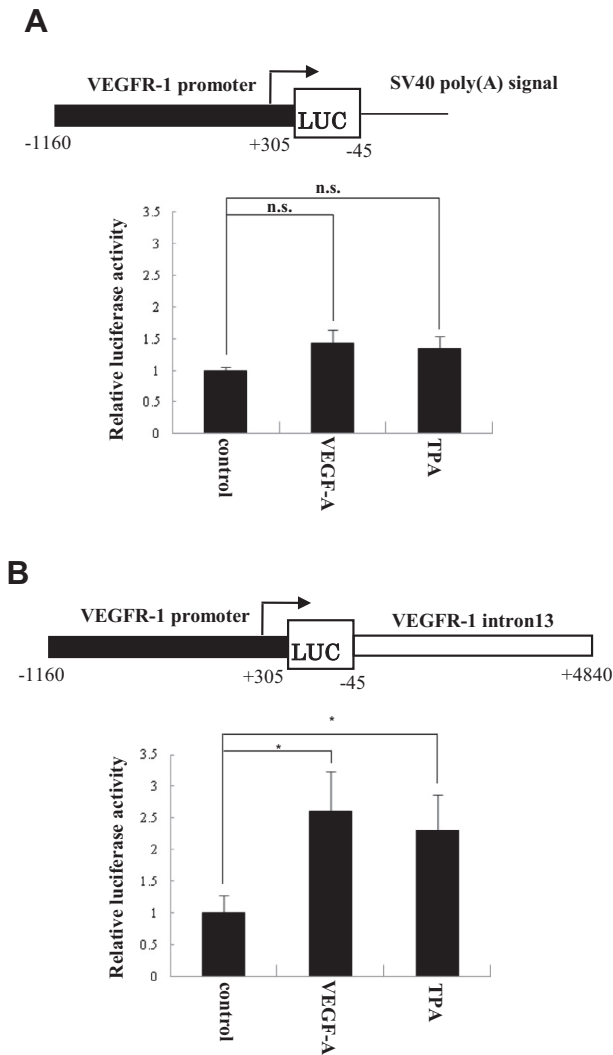 A
VEGFR-1 promoter
SV40 poly(A) signal
LUC
-1160
+305
-45
n.s.
n.s.
Relative luciferase activity
3.5
3
2.5
2
1.5
1
0.5
0
control
VEGF-A
TPA
B
VEGFR-1 promoter
VEGFR-1 intron13
LUC
-1160
+305
-45
+4840
*
*
Relative luciferase activity
3.5
3
2.5
2
1.5
1
0.5
0
control
VEGF-A
TPA